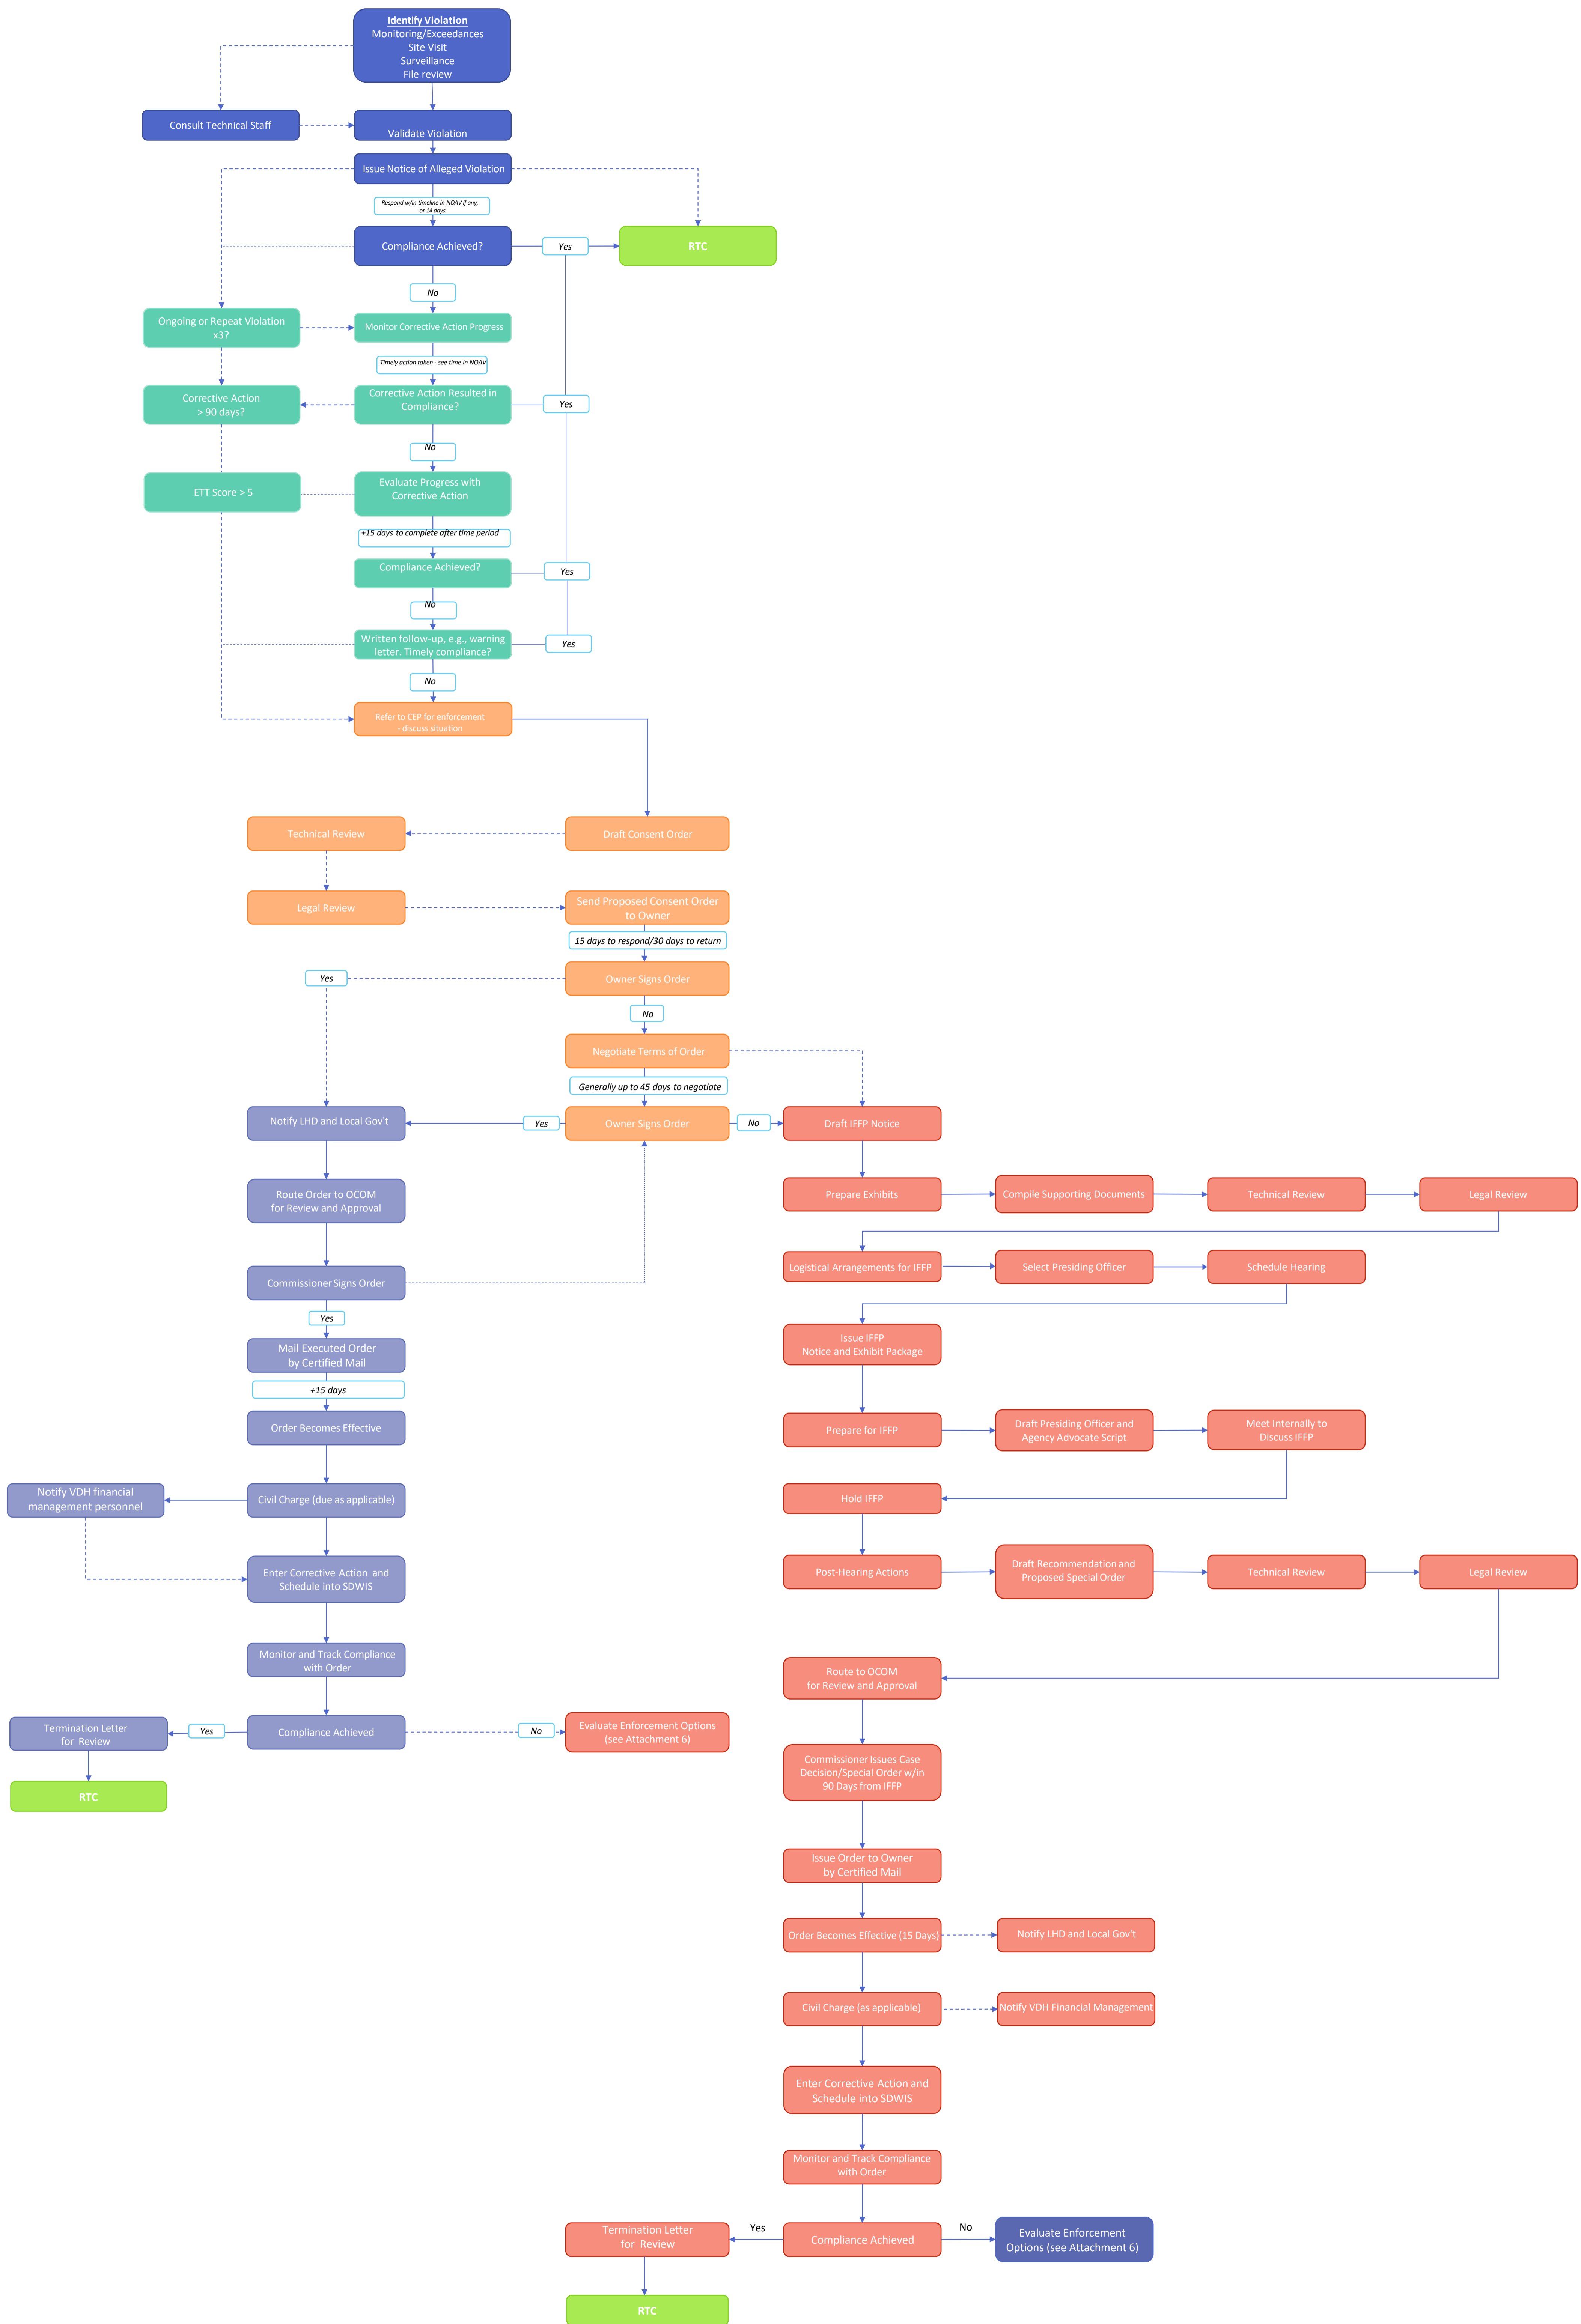 Identify Violation
Monitoring/Exceedances
Site Visit
Surveillance
File review
Consult Technical Staff
Validate Violation
Issue Notice of Alleged Violation
Respond w/in timeline in NOAV if any,
or 14 days
Compliance Achieved?
Yes
RTC
No
Ongoing or Repeat Violation
x3?
Monitor Corrective Action Progress
Timely action taken - see time in NOAV
Corrective Action
> 90 days?
Corrective Action Resulted in
Compliance?
Yes
No
ETT Score > 5
Evaluate Progress with
Corrective Action
+15 days to complete after time period
Compliance Achieved?
Yes
No
Written follow-up, e.g., warning
letter. Timely compliance?
Yes
No
Refer to CEP for enforcement
- discuss situation
Technical Review
Draft Consent Order
Legal Review
Send Proposed Consent Order
to Owner
15 days to respond/30 days to return
Yes
Owner Signs Order
No
Negotiate Terms of Order
Generally up to 45 days to negotiate
Notify LHD and Local Gov't
Yes
Owner Signs Order
No
Draft IFFP Notice
Route Order to OCOM
for Review and Approval
Prepare Exhibits
Compile Supporting Documents
Technical Review
Legal Review
Commissioner Signs Order
Logistical Arrangements for IFFP
Select Presiding Officer
Schedule Hearing
Yes
Mail Executed Order
by Certified Mail
Issue IFFP
Notice and Exhibit Package
+15 days
Order Becomes Effective
Prepare for IFFP
Draft Presiding Officer and
Agency Advocate Script
Meet Internally to
Discuss IFFP
Notify VDH financial
management personnel
Civil Charge (due as applicable)
Hold IFFP
Enter Corrective Action and
Schedule into SDWIS
Post-Hearing Actions
Draft Recommendation and
Proposed Special Order
Technical Review
Legal Review
Monitor and Track Compliance
with Order
Route to OCOM
for Review and Approval
Termination Letter
for Review
Yes
Compliance Achieved
No
Evaluate Enforcement Options
(see Attachment 6)
Commissioner Issues Case
Decision/Special Order w/in
90 Days from IFFP
RTC
Issue Order to Owner
by Certified Mail
Order Becomes Effective (15 Days)
Notify LHD and Local Gov't
Civil Charge (as applicable)
Notify VDH Financial Management
Enter Corrective Action and
Schedule into SDWIS
Monitor and Track Compliance
with Order
Termination Letter
for Review
Yes
Compliance Achieved
No
Evaluate Enforcement
Options (see Attachment 6)
RTC